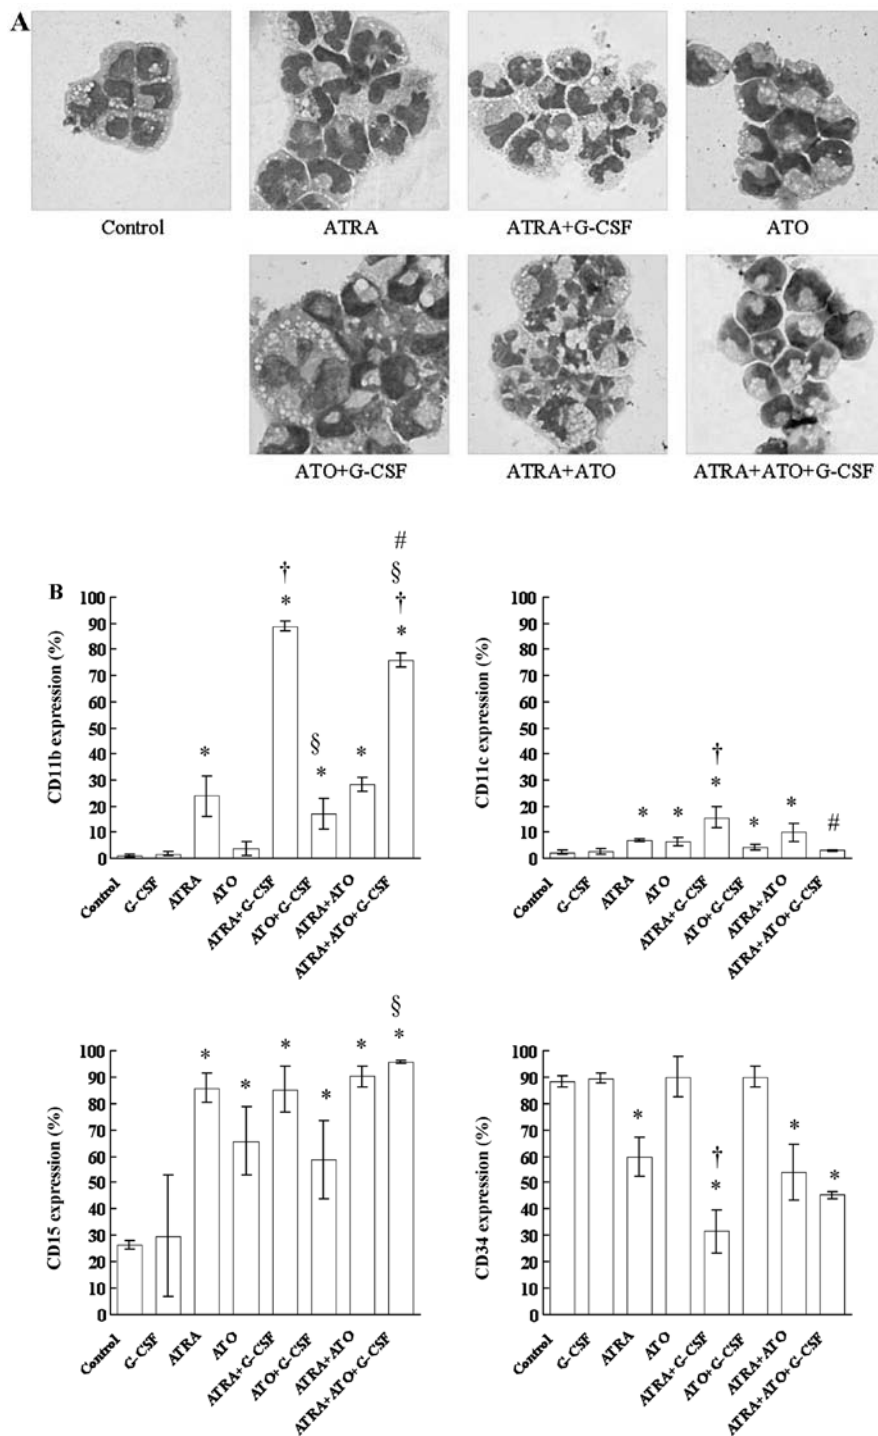 A
Control
ATRA
ATRA+G-CSF
ATO
ATO+G-CSF
ATRA+ATO
ATRA+ATO+G-CSF
B
CD11b expression (%)
100
90
80
70
60
50
40
30
20
10
0
*
†
*
§
*
*
#
§
†
*
Control
G-CSF
ATRA
ATO
ATRA+G-CSF
ATO+G-CSF
ATRA+ATO
ATRA+ATO+G-CSF
CD11c expression (%)
100
90
80
70
60
50
40
30
20
10
0
*
*
†
*
*
*
#
Control
G-CSF
ATRA
ATO
ATRA+G-CSF
ATO+G-CSF
ATRA+ATO
ATRA+ATO+G-CSF
CD15 expression (%)
100
90
80
70
60
50
40
30
20
10
0
*
*
*
*
*
§
*
Control
G-CSF
ATRA
ATO
ATRA+G-CSF
ATO+G-CSF
ATRA+ATO
ATRA+ATO+G-CSF
CD34 expression (%)
100
90
80
70
60
50
40
30
20
10
0
*
†
*
*
*
Control
G-CSF
ATRA
ATO
ATRA+G-CSF
ATO+G-CSF
ATRA+ATO
ATRA+ATO+G-CSF